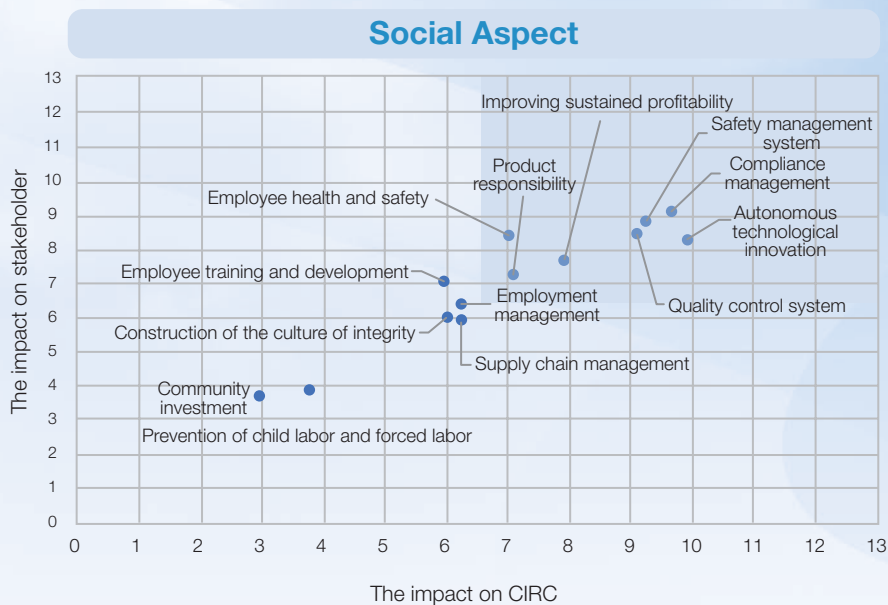 Social Aspect
The impact on stakeholder
13
12
11
10
9
8
7
6
5
4
3
2
1
0
Improving sustained profitability
Safety management
system
Product
responsibility
Compliance
management
Employee health and safety
Autonomous
technological
innovation
Employee training and development
Employment
management
Quality control system
Construction of the culture of integrity
Supply chain management
Community
investment
Prevention of child labor and forced labor
0 1 2 3 4 5 6 7 8 9 10 11 12 13
The impact on CIRC